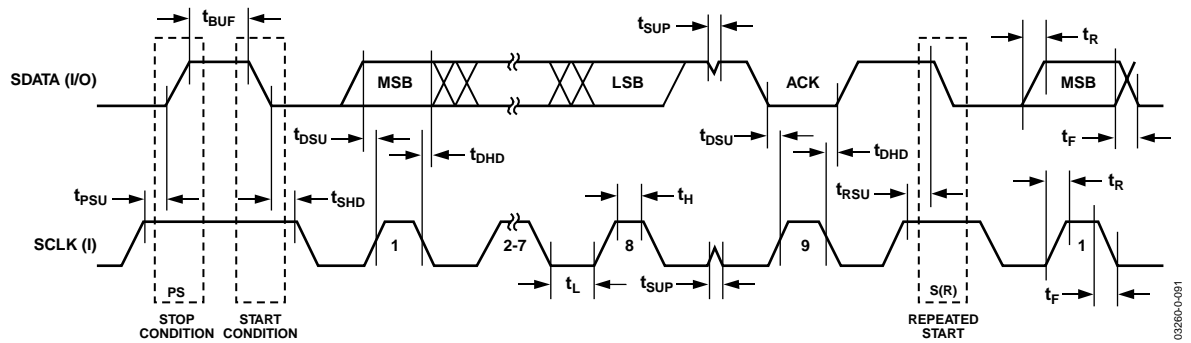 tBUF
tSUP
tR
SDATA (I/O)
MSB
LSB
ACK
MSB
tDSU
tDHD
tDSU
tDHD
tF
tPSU
tSHD
tH
tRSU
tR
SCLK (I)
1
2-7
8
9
1
PS
tL
tSUP
S(R)
tF
STOP
CONDITION
START
CONDITION
REPEATED
START
03260-0-091